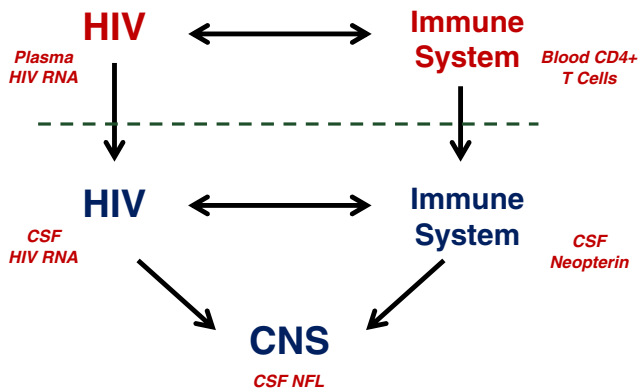 HIV
Immune
System
Plasma
HIV RNA
Blood CD4+
T Cells
HIV
Immune
System
CSF
HIV RNA
CSF
Neopterin
CNS
CSF NFL